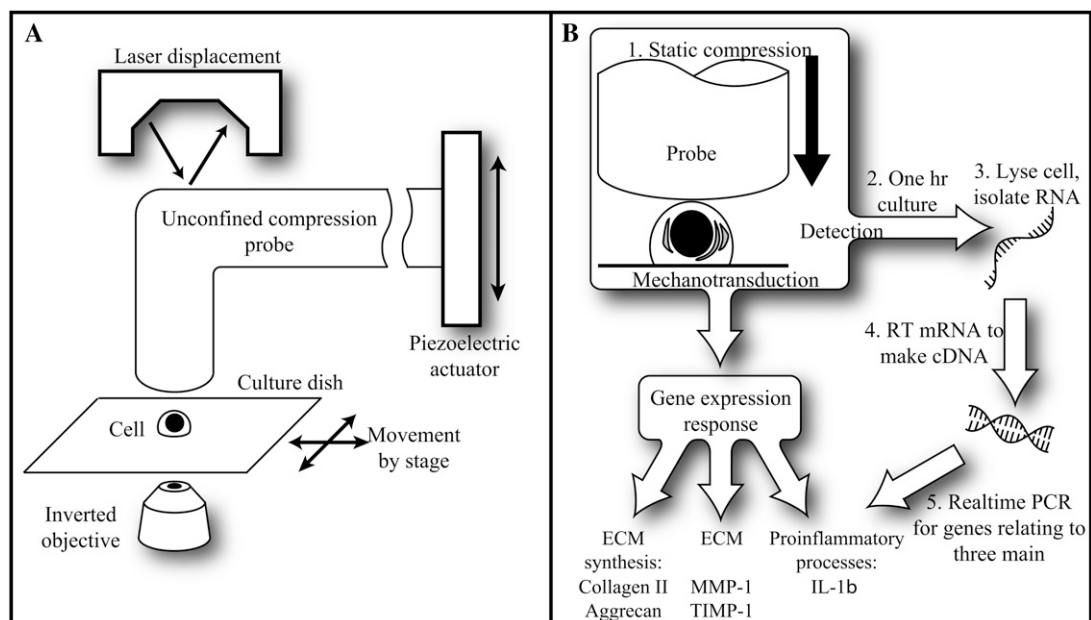 A
Laser displacement
Unconfined compression
probe
Piezoelectric
actuator
Culture dish
Cell
Movement
by stage
Inverted
objective
B
1. Static compression
Probe
Detection
Mechanotransduction
2. One hr
culture
3. Lyse cell,
isolate RNA
4. RT mRNA to
make cDNA
Gene expression
response
5. Realtime PCR
for genes relating to
three main
ECM
synthesis:
Collagen II
Aggrecan
ECM
MMP-1
TIMP-1
Proinflammatory
processes:
IL-1b